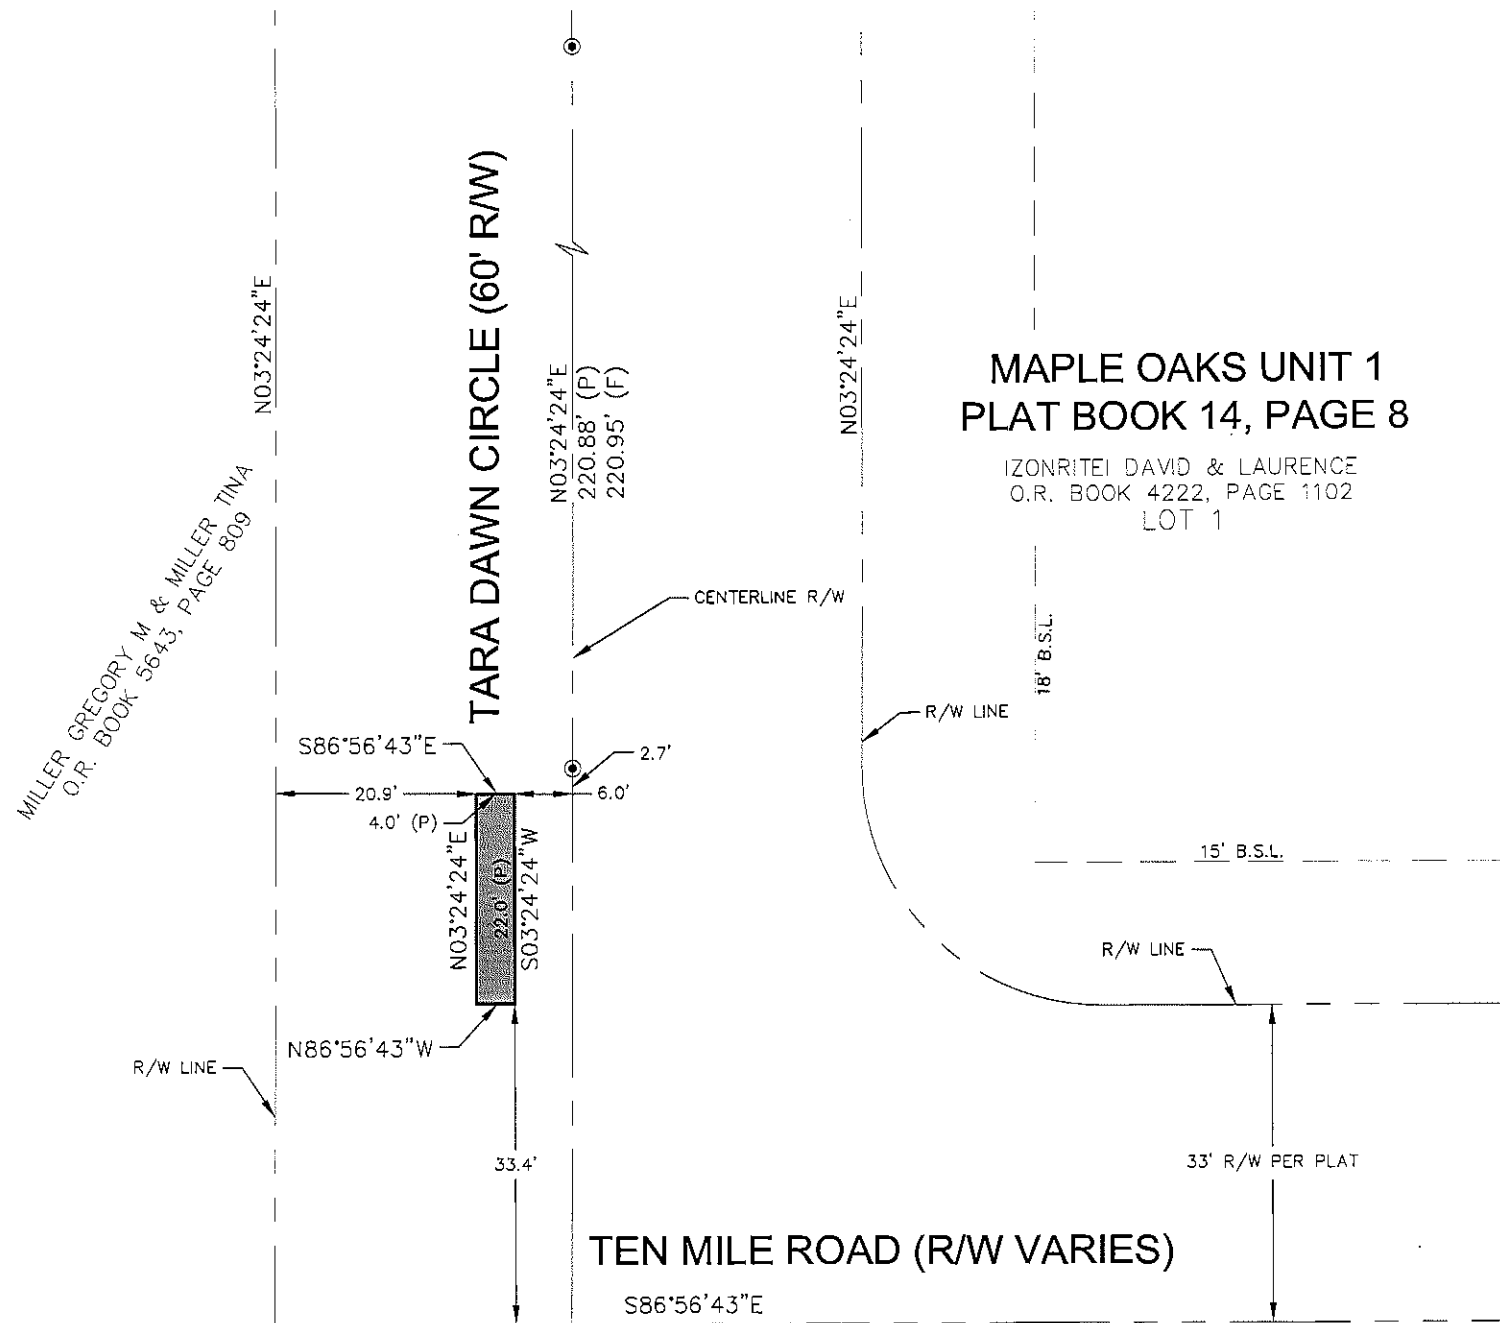 TARA DAWN CIRCLE (60' R/W)
N03°24'24"E
N03°24'24"E
220.88' (P)
220.95' (F)
N03°24'24"E
MAPLE OAKS UNIT 1
PLAT BOOK 14, PAGE 8
IZONRITEI DAVID & LAURENCE
O.R. BOOK 4222, PAGE 1102
LOT 1
MILLER GREGORY M & MILLER TINA
O.R. BOOK 5643, PAGE 809
CENTERLINE R/W
18' B.S.L.
R/W LINE
S86°56'43"E
2.7'
20.9'
6.0'
4.0' (P)
N03°24'24"E
22.0' (P)
S03°24'24"W
15' B.S.L.
R/W LINE
N86°56'43"W
R/W LINE
33.4'
33' R/W PER PLAT
TEN MILE ROAD (R/W VARIES)
S86°56'43"E